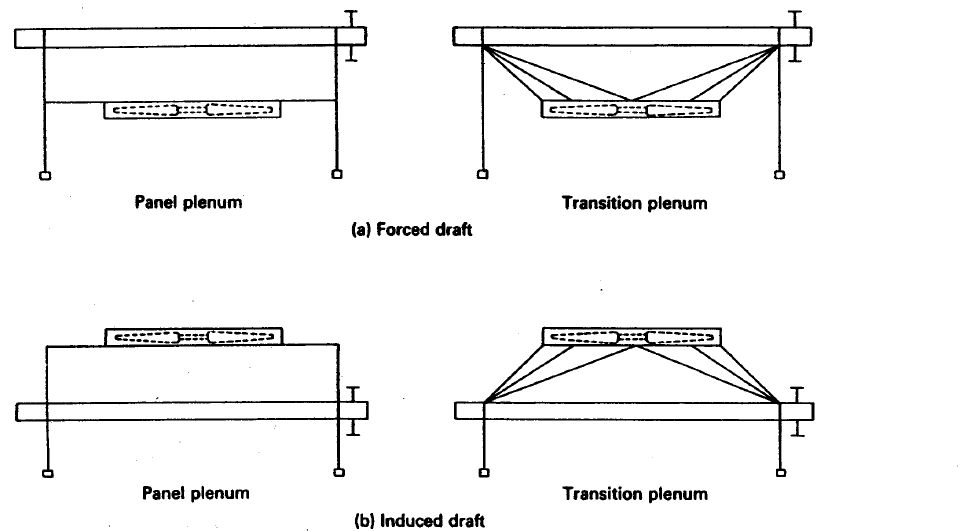 Panel plenum
Transition plenum
(a) Forced draft
Panel plenum
Transition plenum
(b) Induced draft